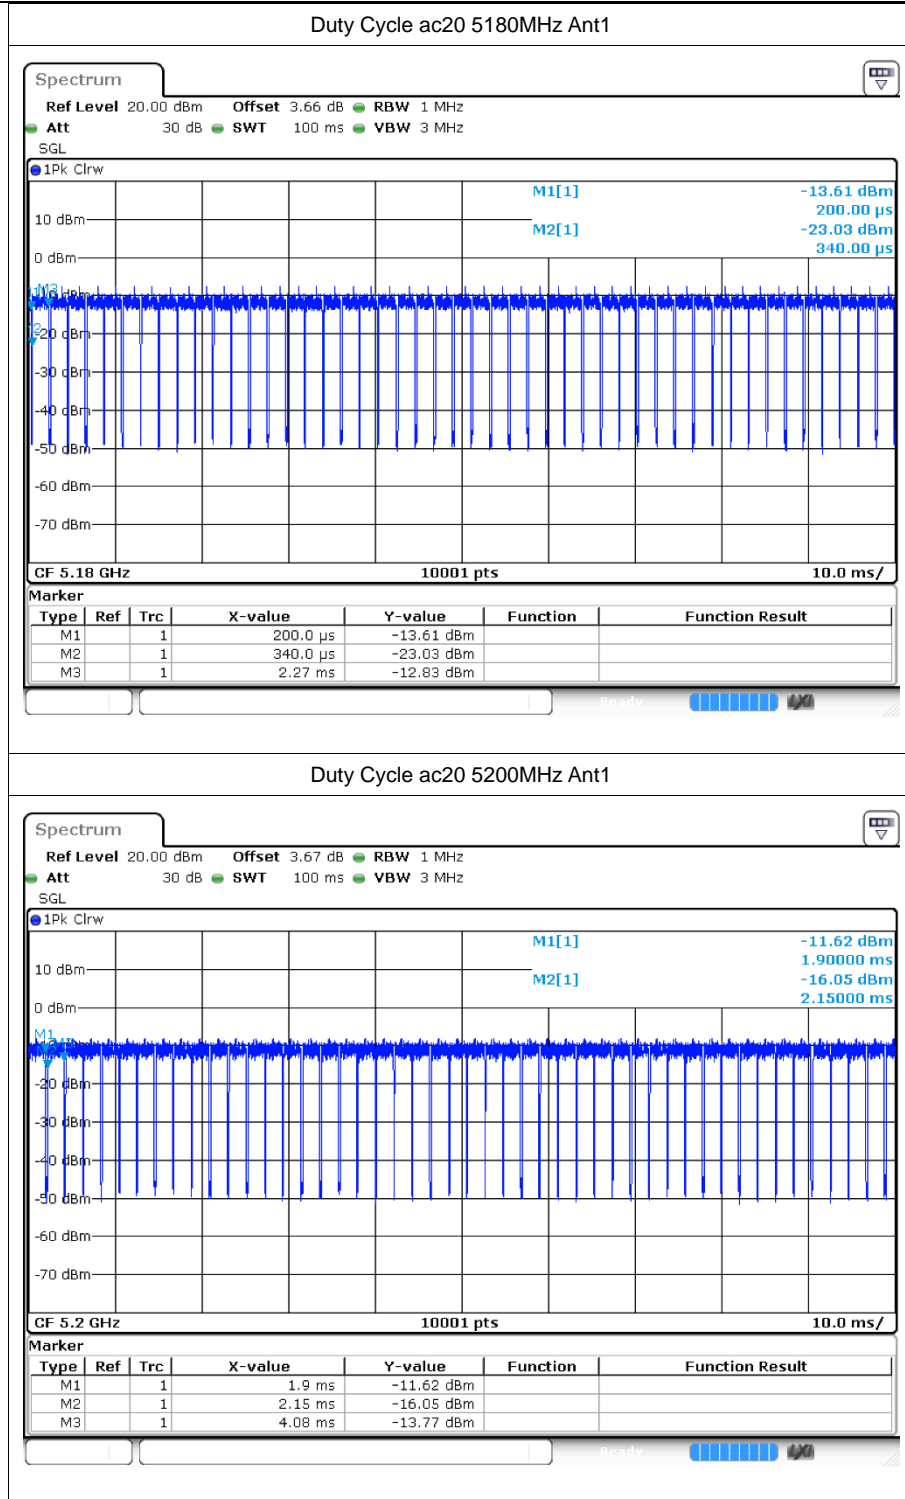 Duty Cycle ac20 5180MHz Ant1
Spectrum
Ref Level 20.00 dBm Offset 3.66 dB RBW 1 MHz
Att 30 dB SWT 100 ms VBW 3 MHz
SGL
1Pk Clrw
M1[1] -13.61 dBm
200.00 µs
10 dBm
M2[1] -23.03 dBm
340.00 µs
0 dBm
M3
-20 dBm
-30 dBm
-40 dBm
-50 dBm
-60 dBm
-70 dBm
CF 5.18 GHz 10001 pts 10.0 ms/
Marker
Type Ref Trc X-value Y-value Function Function Result
M1 1 200.0 µs -13.61 dBm
M2 1 340.0 µs -23.03 dBm
M3 1 2.27 ms -12.83 dBm
Ready
Duty Cycle ac20 5200MHz Ant1
Spectrum
Ref Level 20.00 dBm Offset 3.67 dB RBW 1 MHz
Att 30 dB SWT 100 ms VBW 3 MHz
SGL
1Pk Clrw
M1[1] -11.62 dBm
1.90000 ms
10 dBm
M2[1] -16.05 dBm
2.15000 ms
0 dBm
M1
-20 dBm
-30 dBm
-40 dBm
-50 dBm
-60 dBm
-70 dBm
CF 5.2 GHz 10001 pts 10.0 ms/
Marker
Type Ref Trc X-value Y-value Function Function Result
M1 1 1.9 ms -11.62 dBm
M2 1 2.15 ms -16.05 dBm
M3 1 4.08 ms -13.77 dBm
Ready